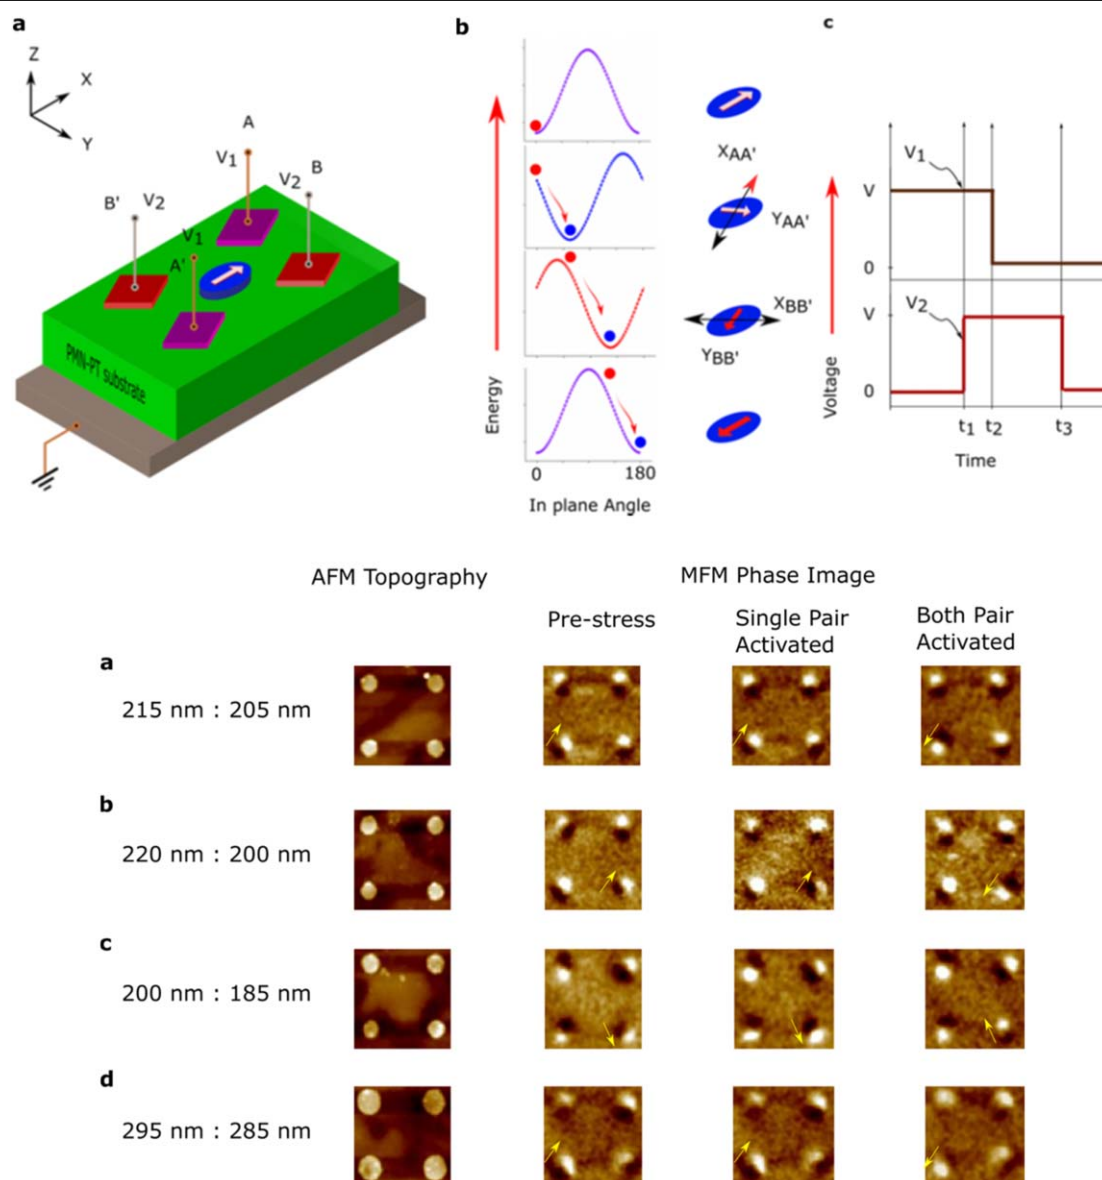 a
b
c
Z
X
Y
A
V1
B
V2
B'
V2
V1
A'
PMN-PT substrate
Energy
XAA'
YAA'
XBB'
YBB'
0
180
In plane Angle
V1
V
0
V2
V
0
Voltage
t1 t2 t3
Time
AFM Topography
MFM Phase Image
Pre-stress
Single Pair
Activated
Both Pair
Activated
a
215 nm : 205 nm
b
220 nm : 200 nm
c
200 nm : 185 nm
d
295 nm : 285 nm